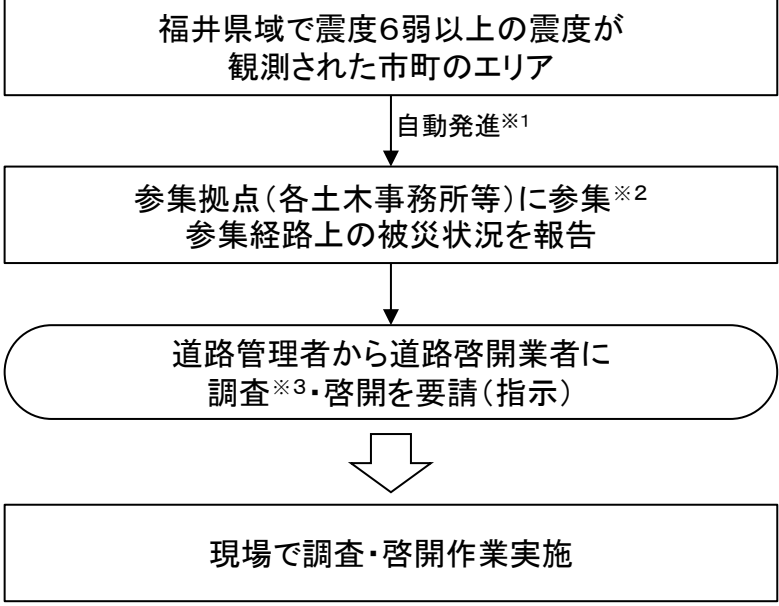 福井県域で震度６弱以上の震度が
観測された市町のエリア
自動発進※1
参集拠点（各土木事務所等）に参集※2
参集経路上の被災状況を報告
道路管理者から道路啓開業者に
調査※3・啓開を要請（指示）
現場で調査・啓開作業実施